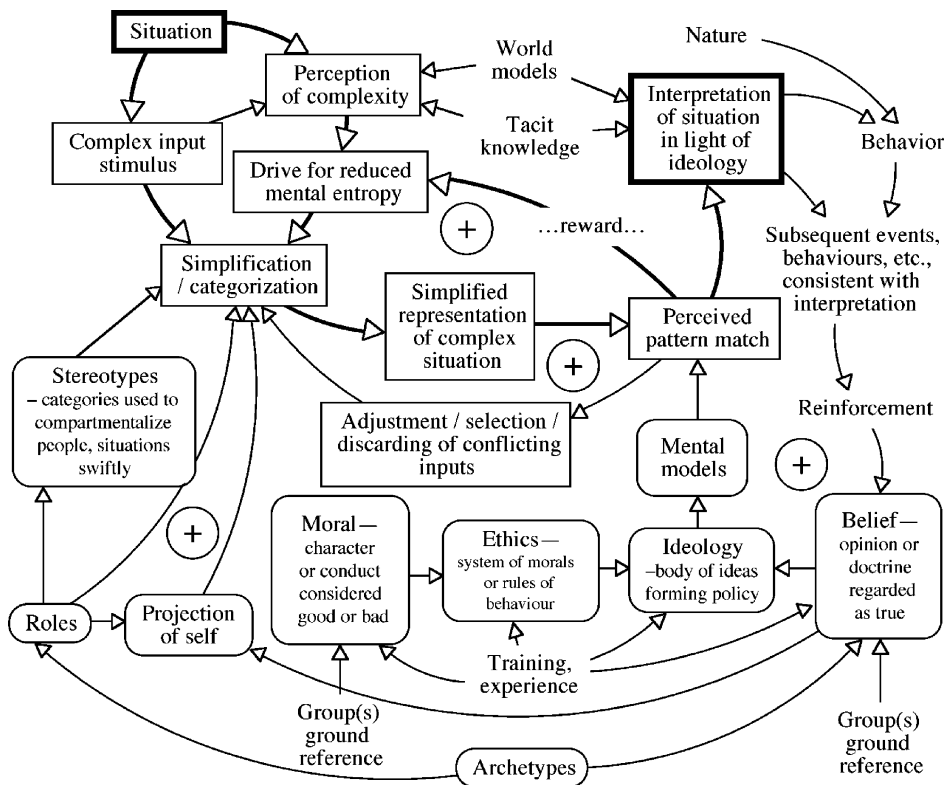 Situation
Perception
of complexity
World
models
Nature
Complex input
stimulus
Tacit
knowledge
Interpretation
of situation
in light of
ideology
Behavior
Drive for reduced
mental entropy
+
…reward…
Simplification
/ categorization
Subsequent events,
behaviours, etc.,
consistent with
interpretation
Simplified
representation
of complex
situation
+
Perceived
pattern match
Stereotypes
– categories used to
compartmentalize
people, situations
swiftly
Adjustment / selection /
discarding of conflicting
inputs
Mental
models
Reinforcement
+
+
Moral—
character
or conduct
considered
good or bad
Ethics—
system of morals
or rules of
behaviour
Ideology
–body of ideas
forming policy
Belief—
opinion or
doctrine
regarded
as true
Roles
Projection
of self
Training,
experience
Group(s)
ground
reference
Archetypes
Group(s)
ground
reference